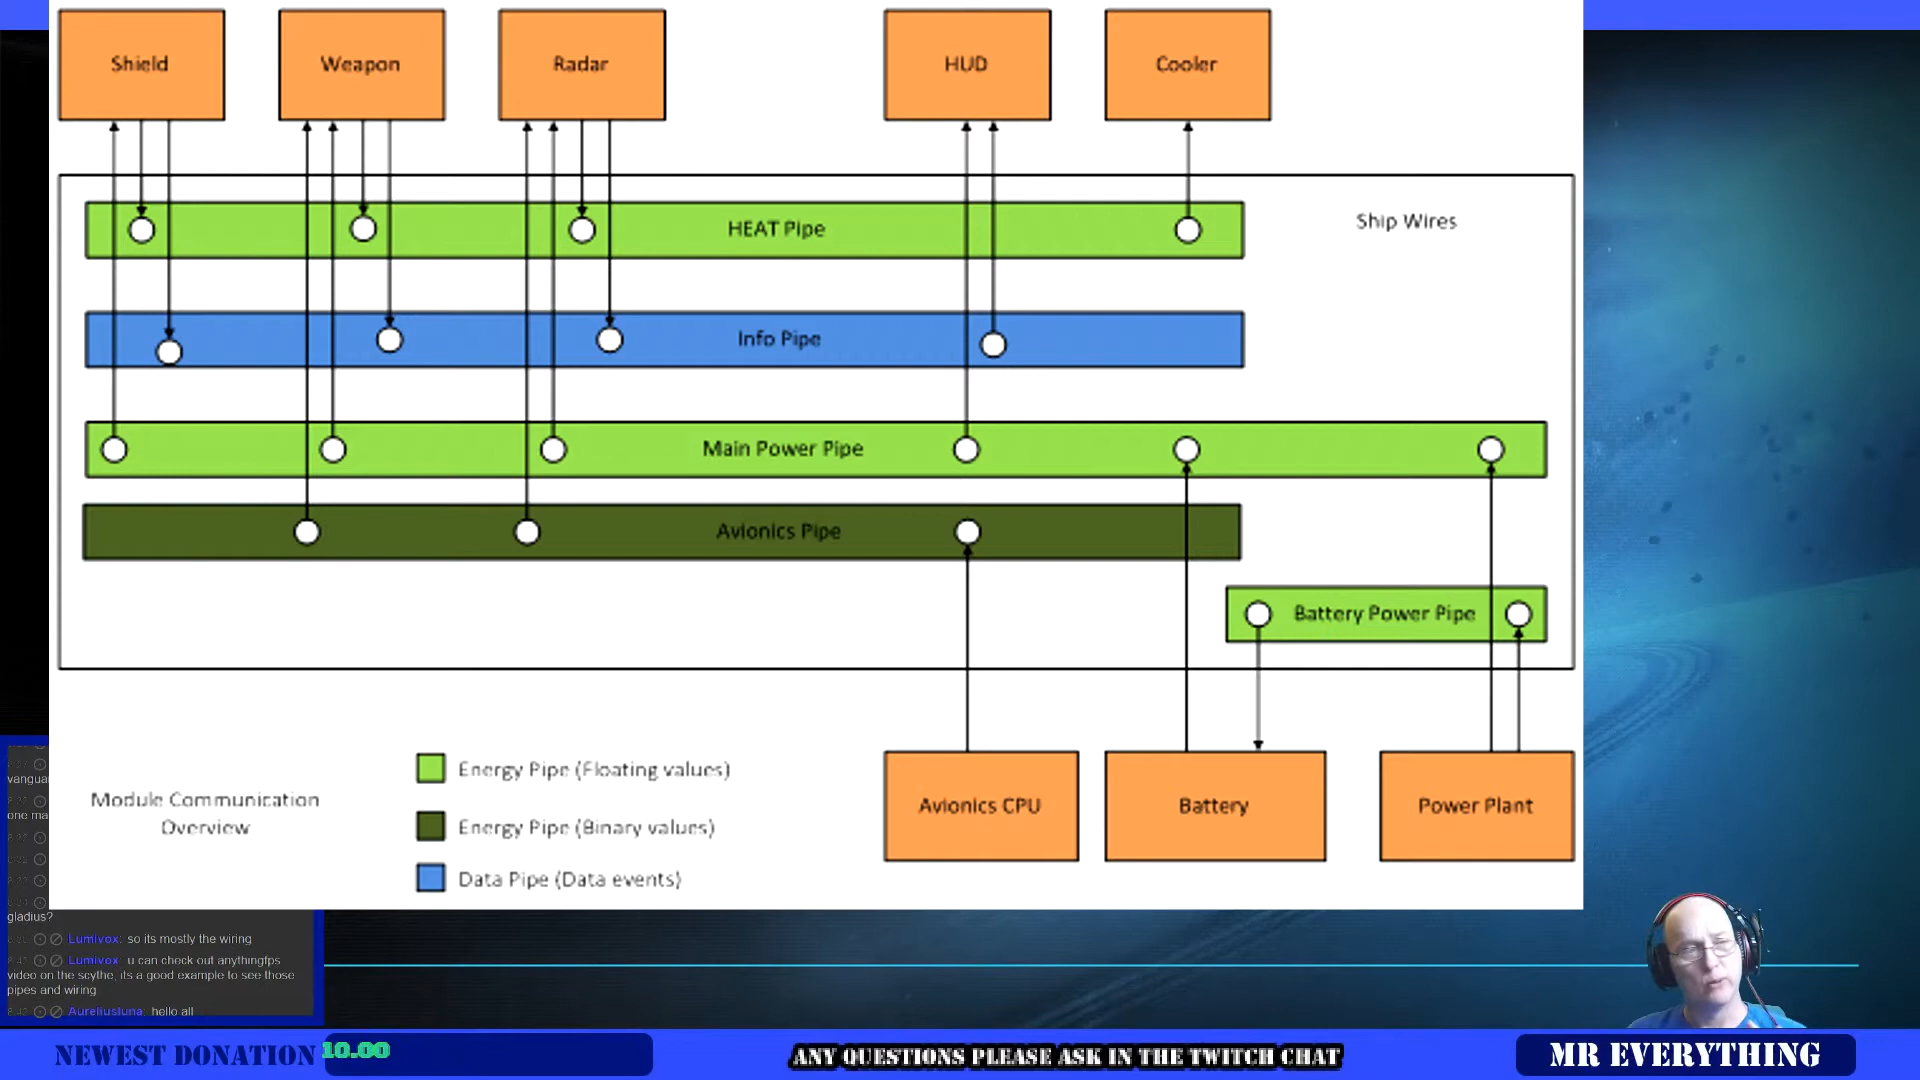 Shield
Weapon
Radar
HUD
Cooler
HEAT Pipe
Ship Wires
Info Pipe
Main Power Pipe
Avionics Pipe
Battery Power Pipe
Module Communication
Overview
Energy Pipe (Floating values)
Energy Pipe (Binary values)
Data Pipe (Data events)
Avionics CPU
Battery
Power Plant
one ma
gladius?
Lumivox: so its mostly the wiring
Lumivox: u can check out anythingfps
video on the scythe, its a good example to see those
pipes and wiring
Aureliusluna: hello all
NEWEST DONATION 10.00
ANY QUESTIONS PLEASE ASK IN THE TWITCH CHAT
MR EVERYTHING